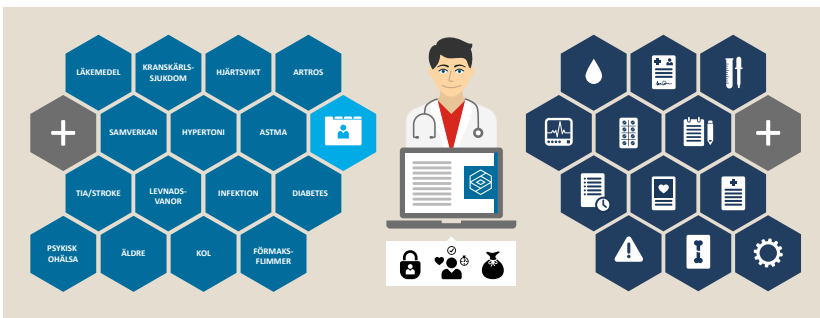 LÄKEMEDEL
KRANSKÄRLS-
SJUKDOM
HJÄRTSVIKT
ARTROS
SAMVERKAN
HYPERTONI
ASTMA
TIA/STROKE
LEVNADS-
VANOR
INFEKTION
DIABETES
PSYKISK
OHÄLSA
ÄLDRE
KOL
FÖRMAKS-
FLIMMER